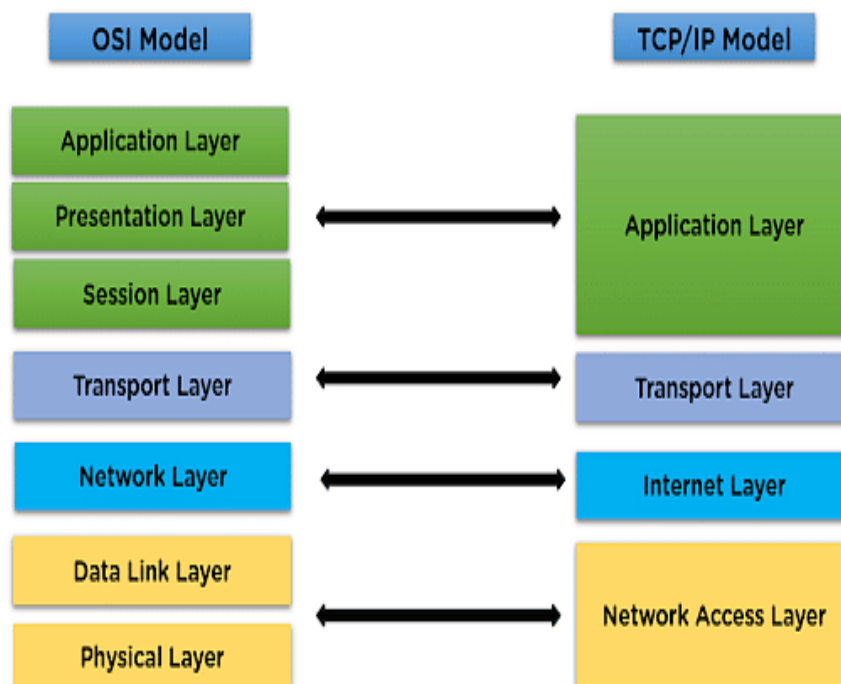 OSI Model
TCP/IP Model
Application Layer
Presentation Layer
Session Layer
Transport Layer
Network Layer
Data Link Layer
Physical Layer
Application Layer
Transport Layer
Internet Layer
Network Access Layer